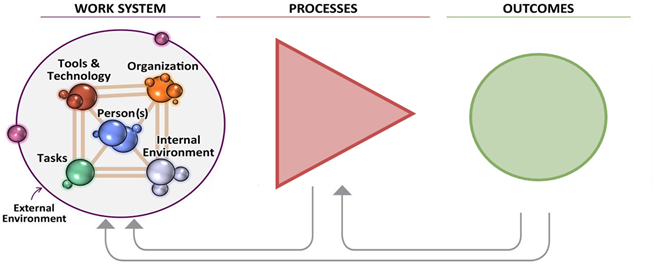 WORK SYSTEM
PROCESSES
OUTCOMES
Tools &
Technology
Organization
Person(s)
Internal
Environment
Tasks
External
Environment